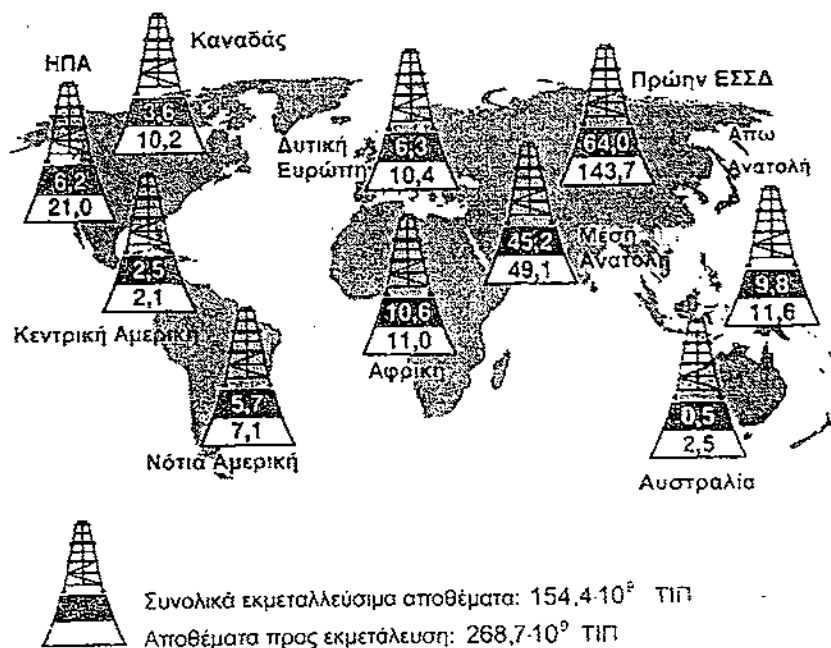 Καναδάς
3,6
10,2
ΗΠΑ
6,2
21,0
Δυτική
Ευρώπη
6,3
10,4
Πρώην ΕΣΣΔ
64,0
143,7
Άπω
Ανατολή
9,8
11,6
Μέση
Ανατολή
45,2
49,1
2,5
2,1
Κεντρική Αμερική
10,6
11,0
Αφρική
5,7
7,1
Νότια Αμερική
0,5
2,5
Αυστραλία
Συνολικά εκμεταλλεύσιμα αποθέματα: 154,4·10⁹ ΤΙΠ
Αποθέματα προς εκμετάλευση: 268,7·10⁹ ΤΙΠ